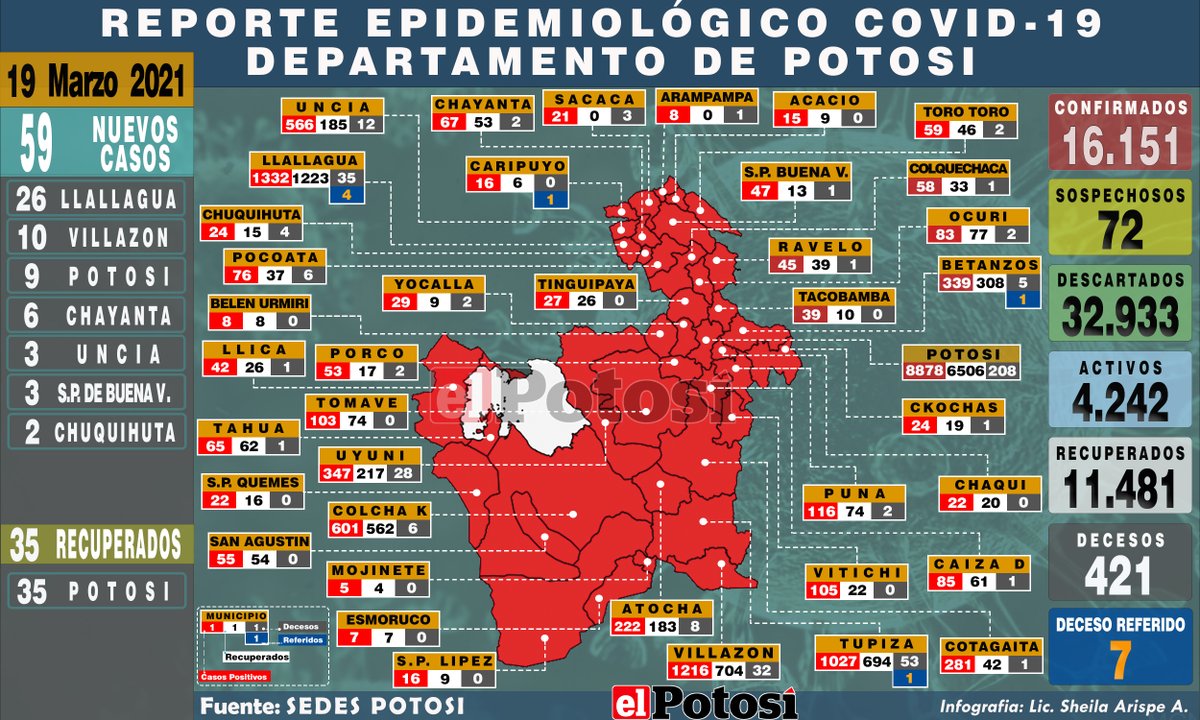 REPORTE EPIDEMIOLÓGICO COVID-19
DEPARTAMENTO DE POTOSI
19 Marzo 2021
59 NUEVOS CASOS
26 LLALLAGUA
10 VILLAZON
9 POTOSI
6 CHAYANTA
3 UNCIA
3 S.P. DE BUENA V.
2 CHUQUIHUTA
35 RECUPERADOS
35 POTOSI
UNCIA
566 185 12
CHAYANTA
67 53 2
SACACA
21 0 3
ARAMPAMPA
8 0 1
ACACIO
15 9 0
TORO TORO
59 46 2
LLALLAGUA
1332 1223 35
4
CARIPUYO
16 6 0
1
S.P. BUENA V.
47 13 1
COLQUECHACA
58 33 1
CHUQUIHUTA
24 15 4
OCURI
83 77 2
POCOATA
76 37 6
RAVELO
45 39 1
YOCALLA
29 9 2
TINGUIPAYA
27 26 0
BETANZOS
339 308 5
1
BELEN URMIRI
8 8 0
TACOBAMBA
39 10 0
LLICA
42 26 1
PORCO
53 17 2
POTOSI
8878 6506 208
TOMAVE
103 74 0
CKOCHAS
24 19 1
TAHUA
65 62 1
UYUNI
347 217 28
S.P. QUEMES
22 16 0
PUNA
116 74 2
CHAQUI
22 20 0
COLCHA K
601 562 6
SAN AGUSTIN
55 54 0
MOJINETE
5 4 0
VITICHI
105 22 0
CAIZA D
85 61 1
ESMORUCO
7 7 0
ATOCHA
222 183 8
S.P. LIPEZ
16 9 0
VILLAZON
1216 704 32
TUPIZA
1027 694 53
1
COTAGAITA
281 42 1
MUNICIPIO
1 1 1
1
Decesos
Referidos
Recuperados
Casos Positivos
el Potosí
CONFIRMADOS
16.151
SOSPECHOSOS
72
DESCARTADOS
32.933
ACTIVOS
4.242
RECUPERADOS
11.481
DECESOS
421
DECESO REFERIDO
7
Fuente: SEDES POTOSI
el Potosí
Infografia: Lic. Sheila Arispe A.